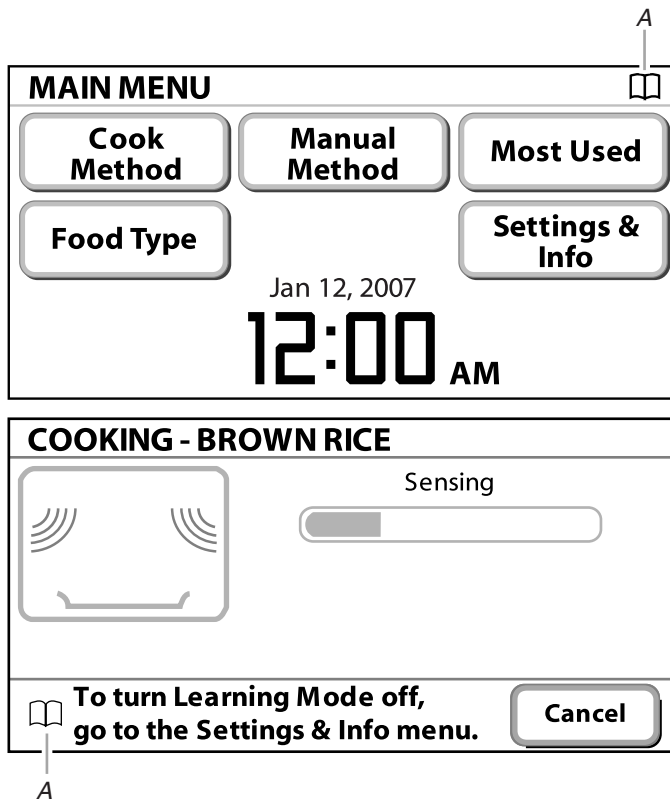 A
MAIN MENU
Cook
Method
Manual
Method
Most Used
Food Type
Settings &
Info
Jan 12, 2007
12:00 AM
COOKING - BROWN RICE
Sensing
To turn Learning Mode off,
go to the Settings & Info menu.
Cancel
A